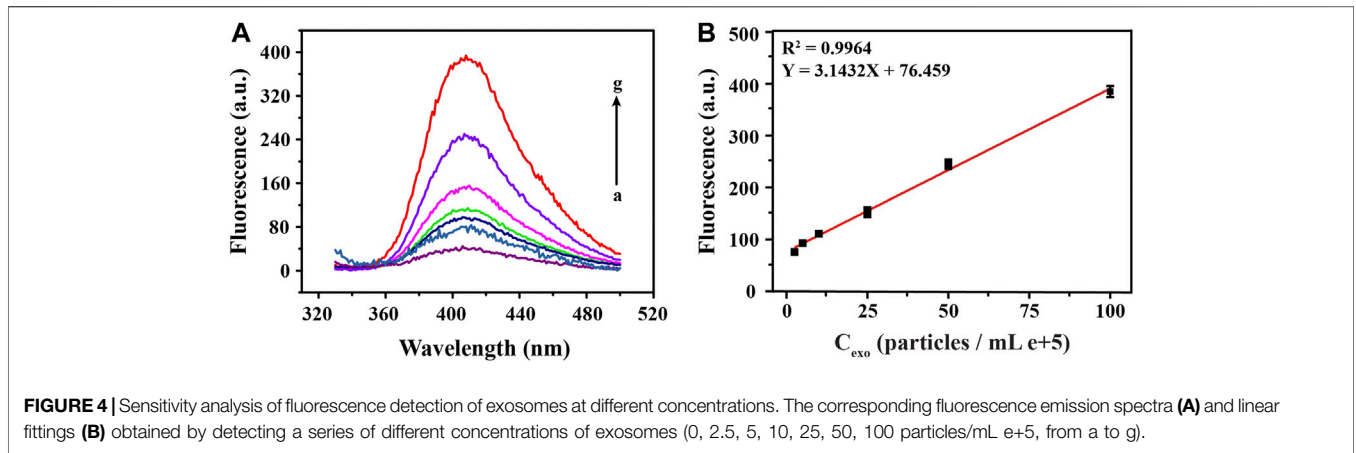 A
Fluorescence (a.u.)
400
320
240
160
80
0
g
a
320 360 400 440 480 520
Wavelength (nm)
B
R² = 0.9964
Y = 3.1432X + 76.459
Fluorescence (a.u.)
500
400
300
200
100
0
0 25 50 75 100
C_exo (particles / mL e+5)
FIGURE 4 | Sensitivity analysis of fluorescence detection of exosomes at different concentrations. The corresponding fluorescence emission spectra (A) and linear
fittings (B) obtained by detecting a series of different concentrations of exosomes (0, 2.5, 5, 10, 25, 50, 100 particles/mL e+5, from a to g).